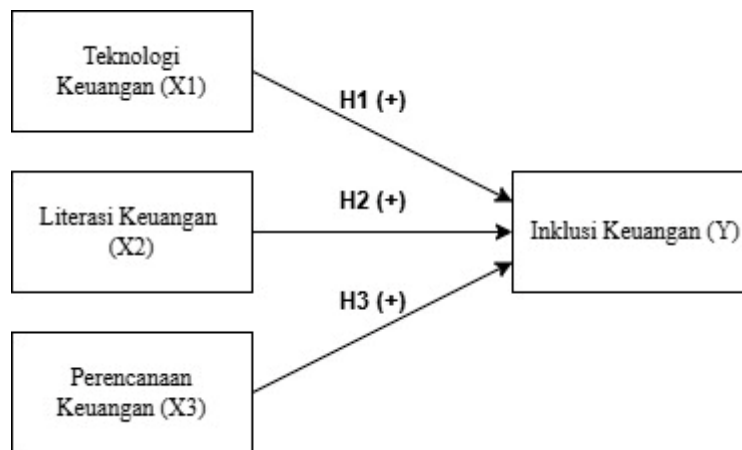 Teknologi
Keuangan (X1)
H1 (+)
Literasi Keuangan
(X2)
H2 (+)
Inklusi Keuangan (Y)
H3 (+)
Perencanaan
Keuangan (X3)